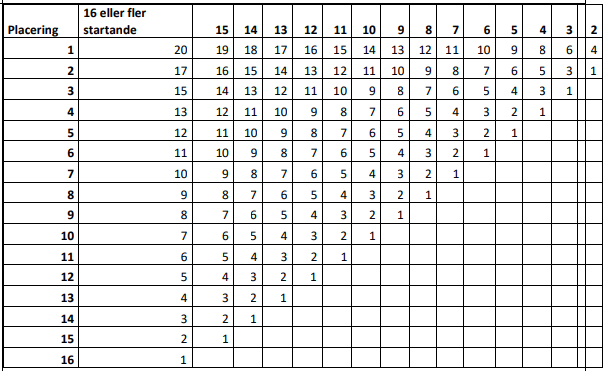 16 eller fler
Placering startande 15 14 13 12 11 10 9 8 7 6 5 4 3 2
1 20 19 18 17 16 15 14 13 12 11 10 9 8 6 4
2 17 16 15 14 13 12 11 10 9 8 7 6 5 3 1
3 15 14 13 12 11 10 9 8 7 6 5 4 3 1
4 13 12 11 10 9 8 7 6 5 4 3 2 1
5 12 11 10 9 8 7 6 5 4 3 2 1
6 11 10 9 8 7 6 5 4 3 2 1
7 10 9 8 7 6 5 4 3 2 1
8 9 8 7 6 5 4 3 2 1
9 8 7 6 5 4 3 2 1
10 7 6 5 4 3 2 1
11 6 5 4 3 2 1
12 5 4 3 2 1
13 4 3 2 1
14 3 2 1
15 2 1
16 1